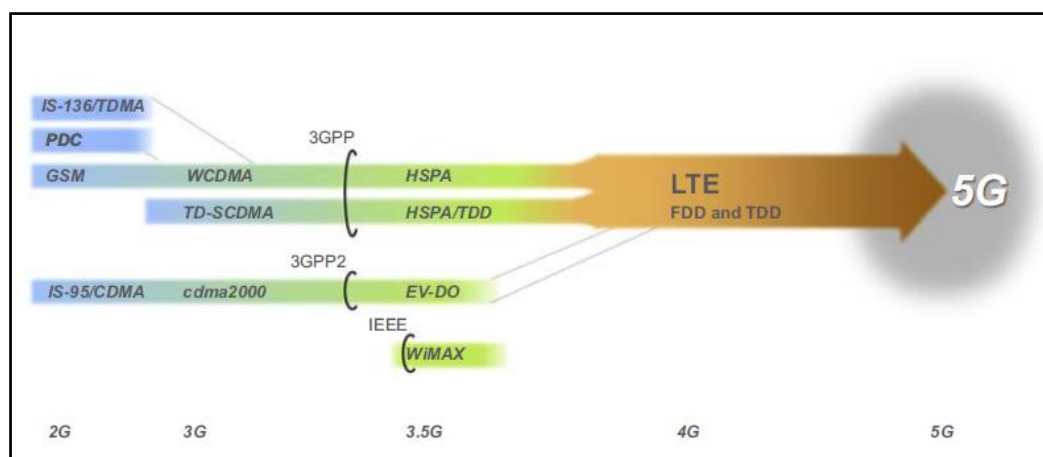 IS-136/TDMA
PDC
3GPP
GSM WCDMA HSPA
LTE
5G
TD-SCDMA HSPA/TDD FDD and TDD
3GPP2
IS-95/CDMA cdma2000 EV-DO
IEEE
WiMAX
2G 3G 3.5G 4G 5G